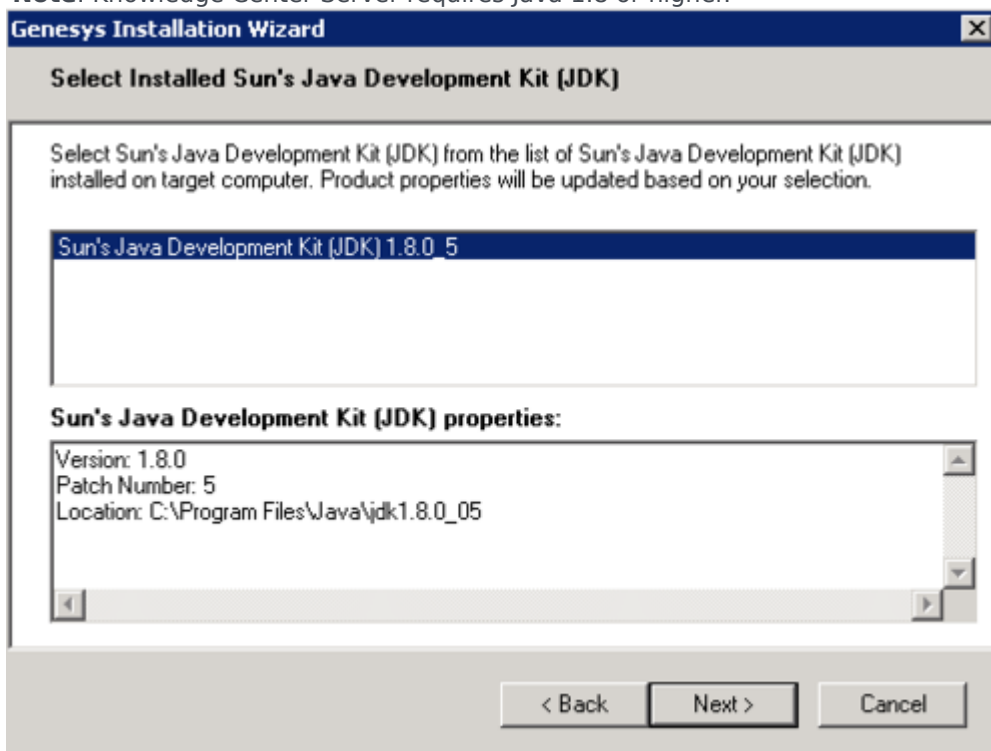 Note: Knowledge Center Server requires Java 1.8 or higher.
Genesys Installation Wizard
Select Installed Sun's Java Development Kit (JDK)
Select Sun's Java Development Kit (JDK) from the list of Sun's Java Development Kit (JDK)
installed on target computer. Product properties will be updated based on your selection.
Sun's Java Development Kit (JDK) 1.8.0_5
Sun's Java Development Kit (JDK) properties:
Version: 1.8.0
Patch Number: 5
Location: C:\Program Files\Java\jdk1.8.0_05
< Back Next > Cancel